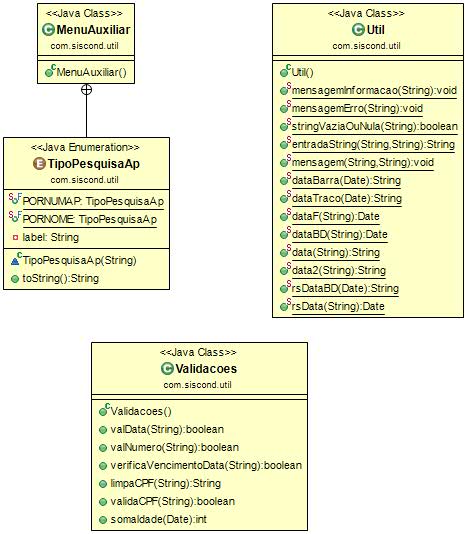 <<Java Class>>
MenuAuxiliar
com.siscond.util
MenuAuxiliar()
<<Java Enumeration>>
TipoPesquisaAp
com.siscond.util
PORNUMAP: TipoPesquisaAp
PORNOME: TipoPesquisaAp
label: String
TipoPesquisaAp(String)
toString():String
<<Java Class>>
Util
com.siscond.util
Util()
mensagemInformacao(String):void
mensagemErro(String):void
stringVaziaOuNula(String):boolean
entradaString(String,String):String
mensagem(String,String):void
dataBarra(Date):String
dataTraco(Date):String
dataF(String):Date
dataBD(String):Date
data(String):String
data2(String):String
rsDataBD(Date):String
rsData(String):Date
<<Java Class>>
Validacoes
com.siscond.util
Validacoes()
valData(String):boolean
valNumero(String):boolean
verificaVencimentoData(String):boolean
limpaCPF(String):String
validaCPF(String):boolean
somaIdade(Date):int